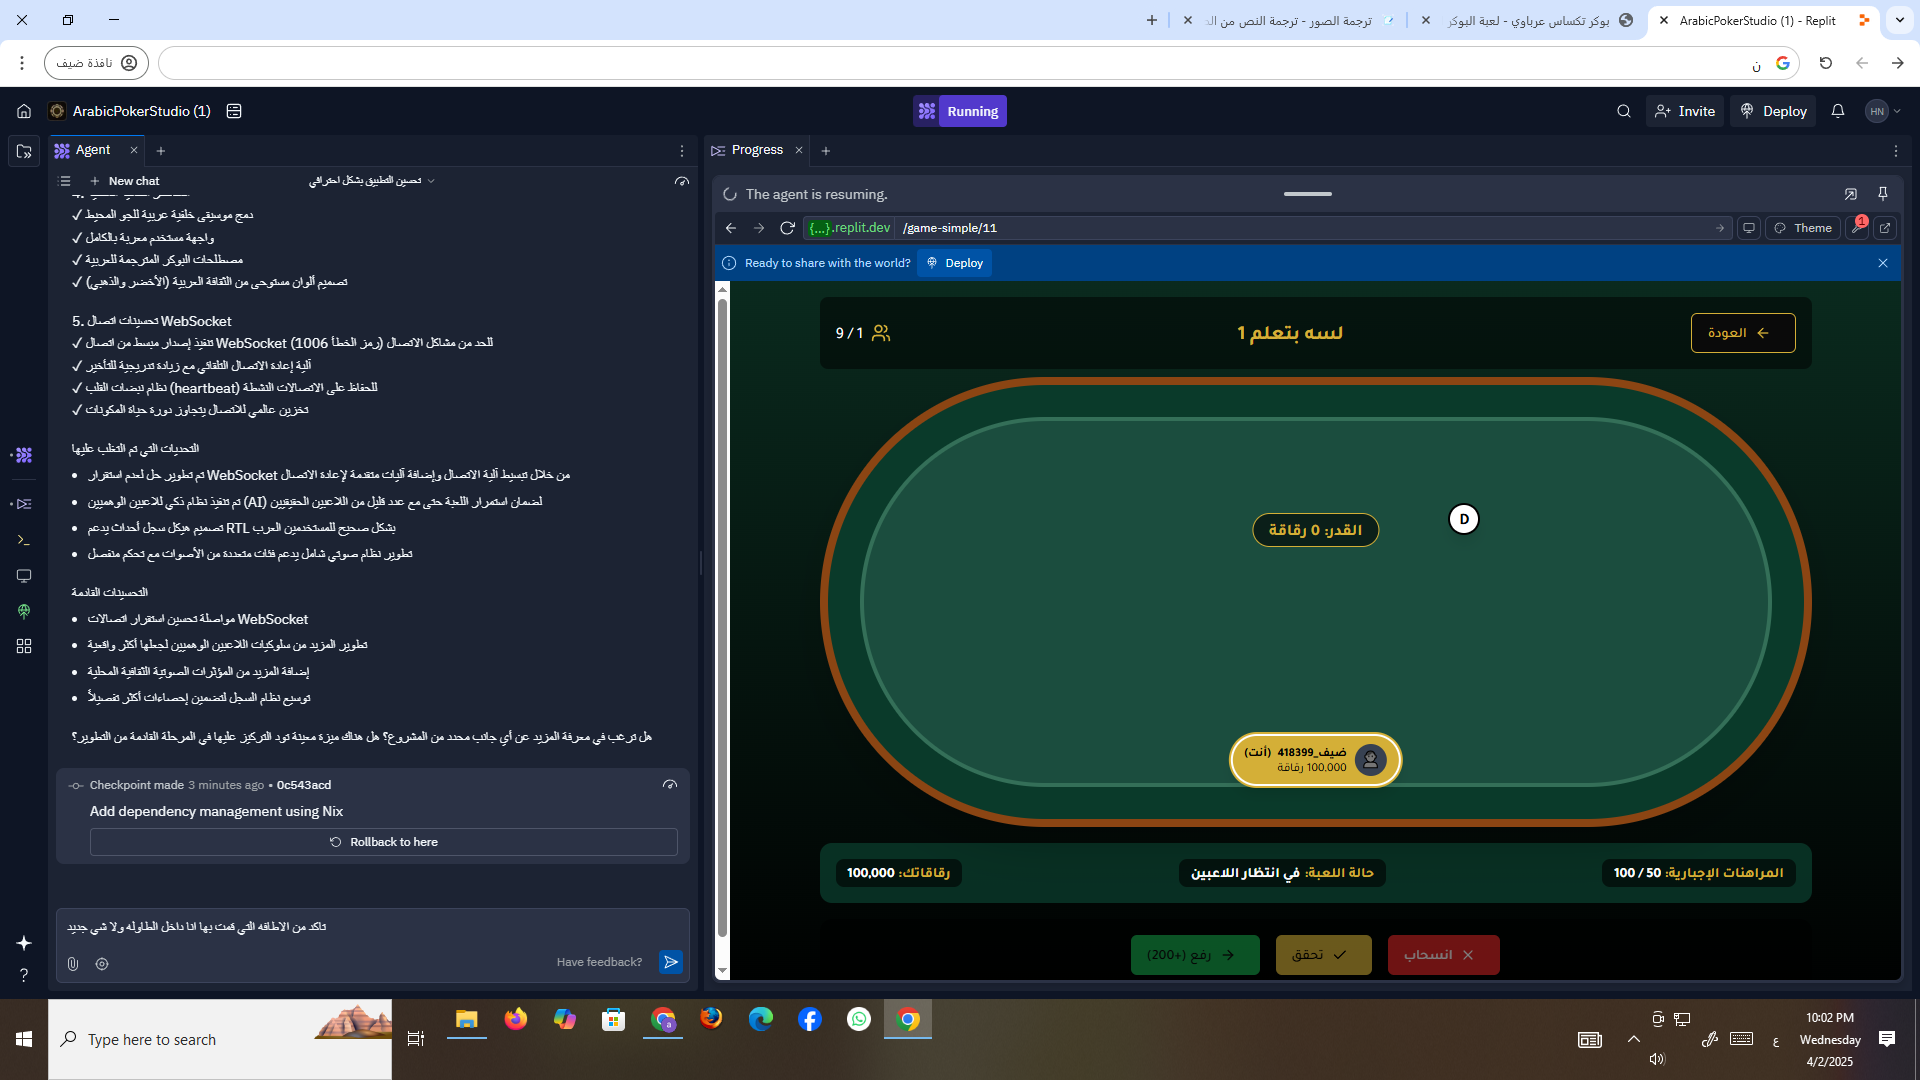 ArabicPokerStudio (1) - Replit
بوكر تكساس عرباوي - لعبة البوكر
ترجمة الصور - ترجمة النص من الص
نافذة ضيف
ن
ArabicPokerStudio (1)
Running
Invite
Deploy
HN
Agent
Progress
New chat
تحسين التطبيق بشكل احترافي
✓ دمج موسيقى خلفية عربية للجو المحيط
✓ واجهة مستخدم معربة بالكامل
✓ مصطلحات البوكر المترجمة للعربية
✓ تصميم ألوان مستوحى من الثقافة العربية (الأخضر والذهبي)
5. تحسينات اتصال WebSocket
✓ تنفيذ إصدار مبسط من اتصال WebSocket للحد من مشاكل الاتصال (رمز الخطأ 1006)
✓ آلية إعادة الاتصال التلقائي مع زيادة تدريجية للتأخير
✓ نظام نبضات القلب (heartbeat) للحفاظ على الاتصالات النشطة
✓ تخزين عالمي للاتصال يتجاوز دورة حياة المكونات
التحديات التي تم التغلب عليها
• تم تطوير حل لعدم استقرار WebSocket من خلال تبسيط آلية الاتصال وإضافة آليات متقدمة لإعادة الاتصال
• تم تنفيذ نظام ذكي للاعبين الوهميين (AI) لضمان استمرار اللعبة حتى مع عدد قليل من اللاعبين الحقيقيين
• تصميم هيكل سجل أحداث يدعم RTL بشكل صحيح للمستخدمين العرب
• تطوير نظام صوتي شامل يدعم فئات متعددة من الأصوات مع تحكم منفصل
التحسينات القادمة
• مواصلة تحسين استقرار اتصالات WebSocket
• تطوير المزيد من سلوكيات اللاعبين الوهميين لجعلها أكثر واقعية
• إضافة المزيد من المؤثرات الصوتية الثقافية المحلية
• توسيع نظام السجل لتضمين إحصاءات أكثر تفصيلاً
هل ترغب في معرفة المزيد عن أي جانب محدد من المشروع؟ هل هناك ميزة معينة تود التركيز عليها في المرحلة القادمة من التطوير؟
Checkpoint made 3 minutes ago • 0c543acd
Add dependency management using Nix
Rollback to here
تاكد من الاطاقه التي قمت بها انا داخل الطاوله ولا شي جديد
Have feedback?
The agent is resuming.
{...}.replit.dev /game-simple/11
Theme
1
Ready to share with the world?
Deploy
العودة
لسه بتعلم 1
9 / 1
القدر: 0 رقاقة
D
ضيف_418399 (أنت)
100,000 رقاقة
المراهنات الإجبارية: 50 / 100
حالة اللعبة: في انتظار اللاعبين
رقاقاتك: 100,000
انسحاب
تحقق
رفع (+200)
Type here to search
ع
10:02 PM
Wednesday
4/2/2025